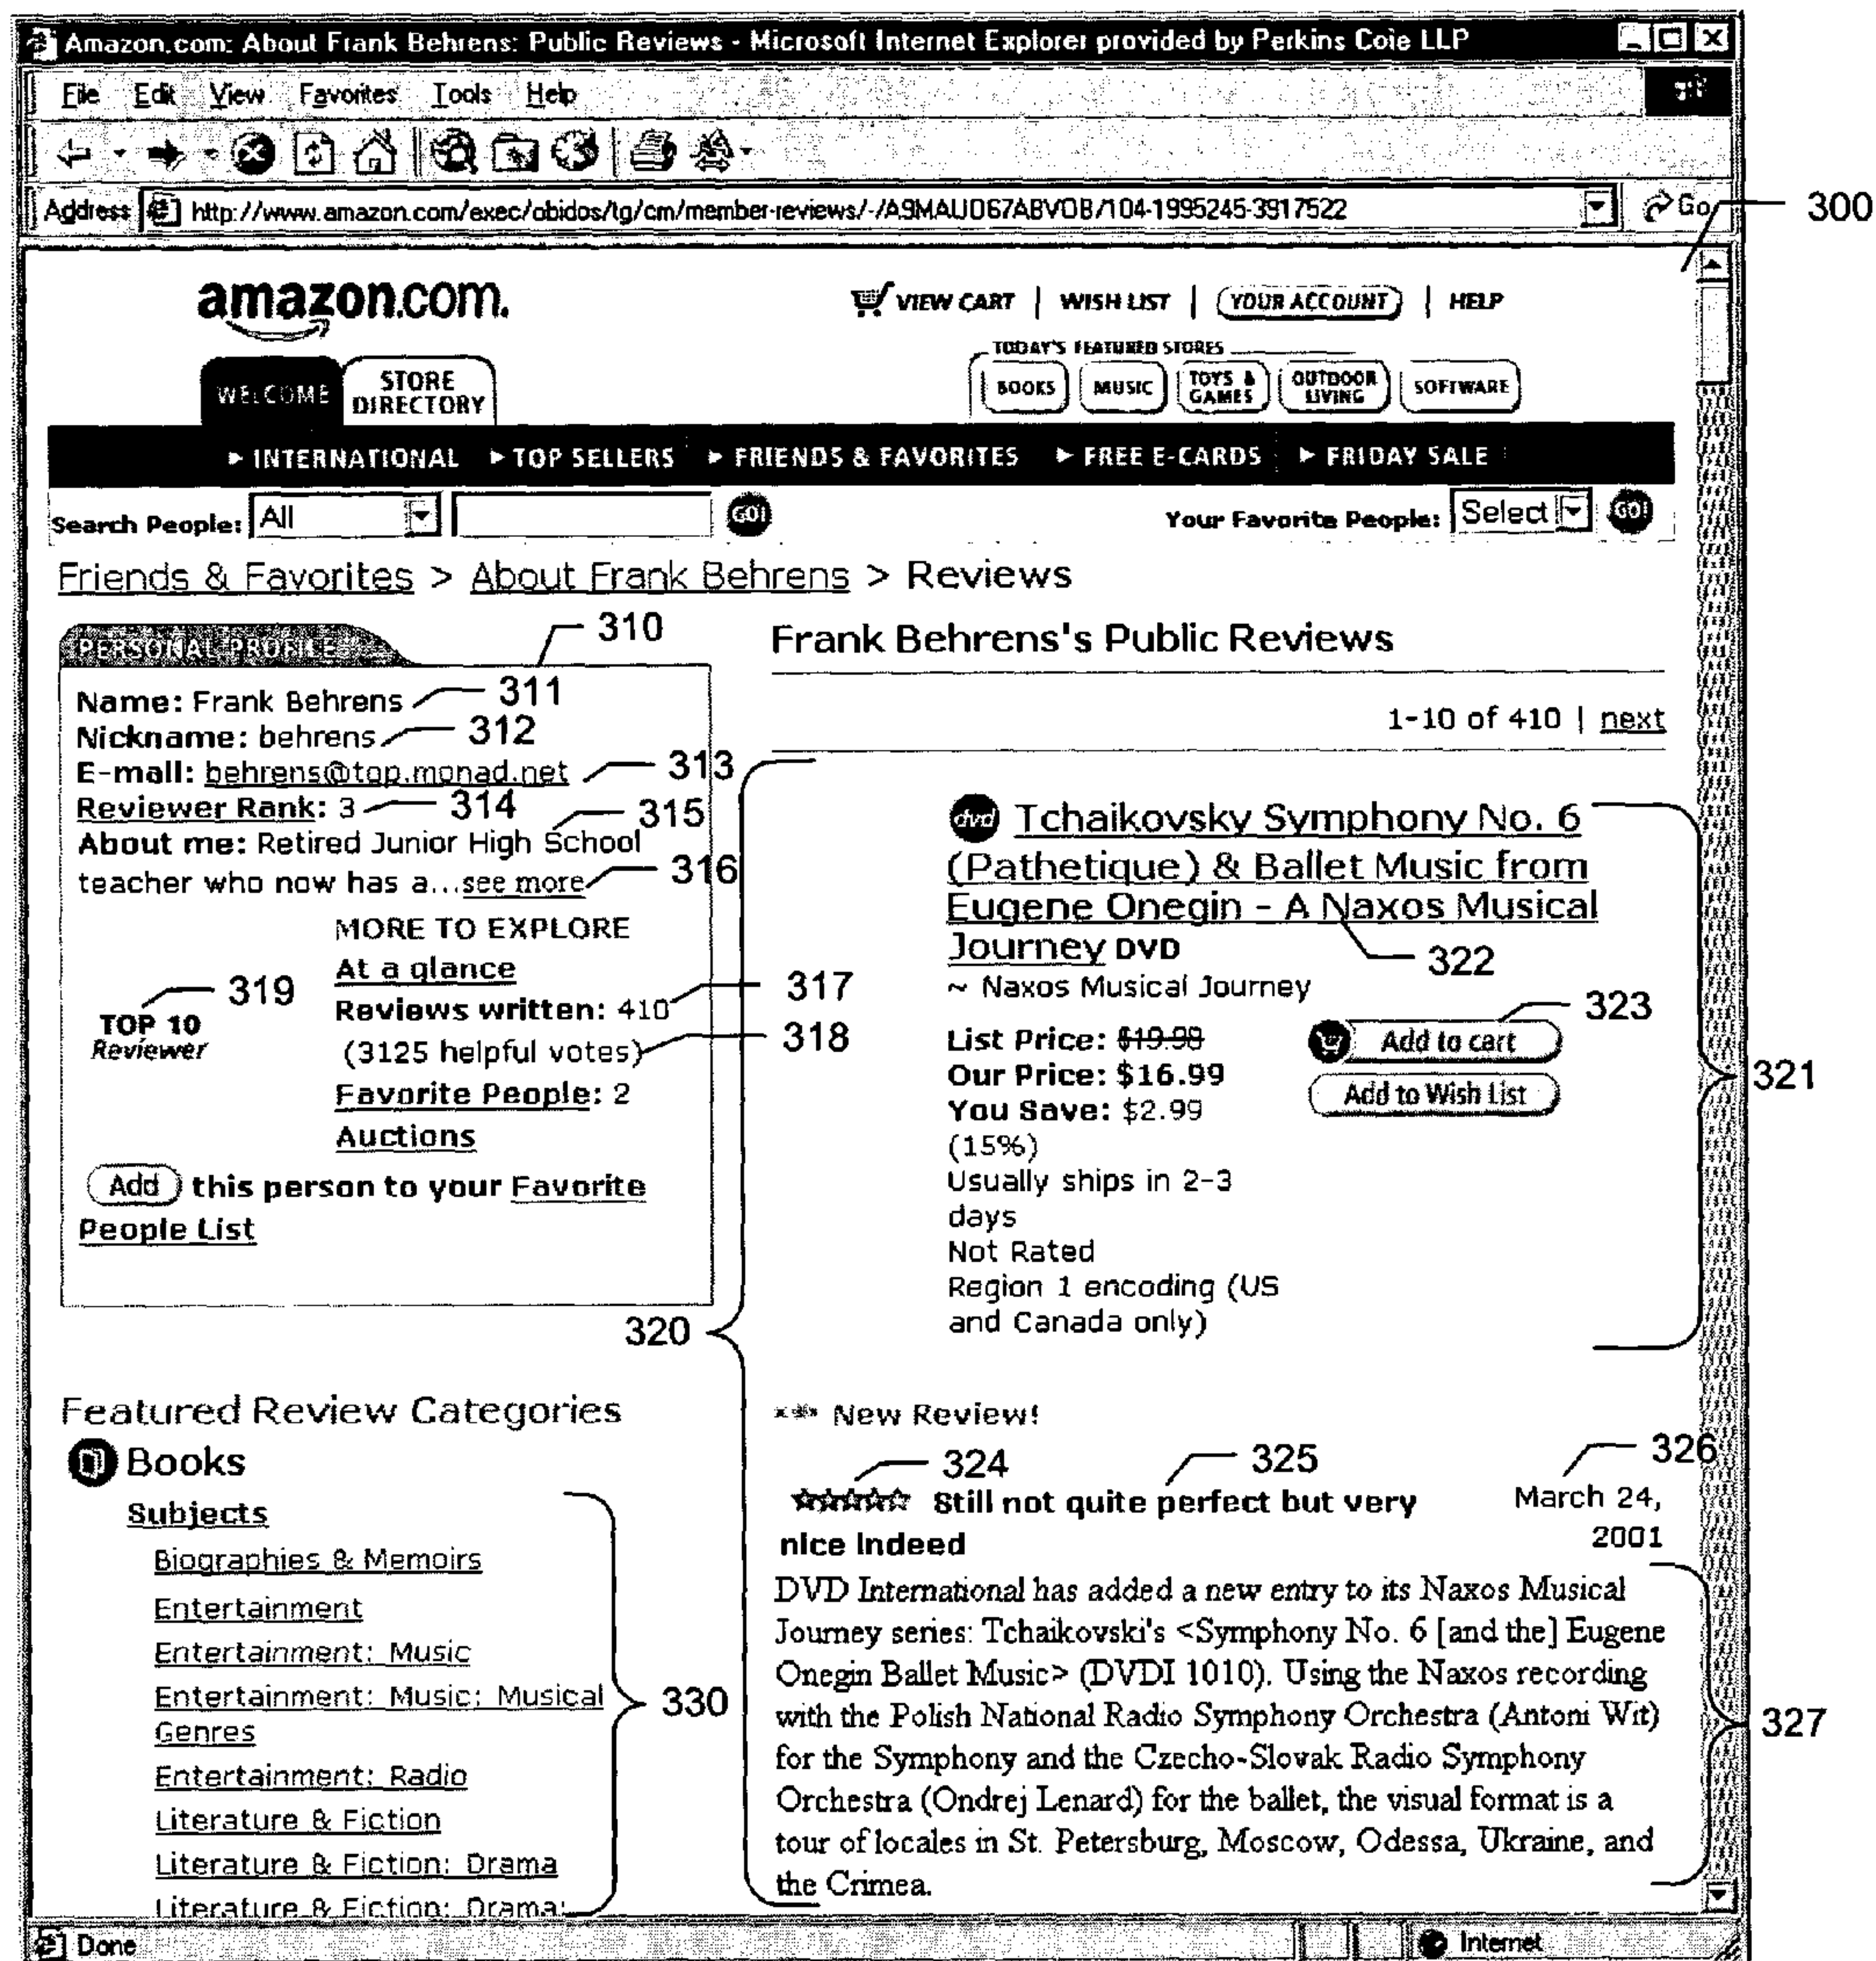 Amazon.com: About Frank Behrens: Public Reviews - Microsoft Internet Explorer provided by Perkins Coie LLP
File Edit View Favorites Tools Help
Address http://www.amazon.com/exec/obidos/tg/cm/member-reviews/-/A9MAUD67ABVOB/104-1995245-3917522 Go
300
amazon.com.
VIEW CART | WISH LIST | YOUR ACCOUNT | HELP
WELCOME STORE DIRECTORY
TODAY'S FEATURED STORES
BOOKS MUSIC TOYS & GAMES OUTDOOR LIVING SOFTWARE
INTERNATIONAL TOP SELLERS FRIENDS & FAVORITES FREE E-CARDS FRIDAY SALE
Search People: All GO! Your Favorite People: Select GO!
Friends & Favorites > About Frank Behrens > Reviews
PERSONAL PROFILE 310
Name: Frank Behrens 311
Nickname: behrens 312
E-mail: behrens@top.monad.net 313
Reviewer Rank: 3 314
About me: Retired Junior High School 315
teacher who now has a...see more 316
MORE TO EXPLORE
At a glance
319
TOP 10
Reviewer
Reviews written: 410 317
(3125 helpful votes) 318
Favorite People: 2
Auctions
Add this person to your Favorite
People List
Featured Review Categories
Books
Subjects
Biographies & Memoirs
Entertainment
Entertainment: Music
Entertainment: Music: Musical
Genres
Entertainment: Radio
Literature & Fiction
Literature & Fiction: Drama
Literature & Fiction: Drama:
330
Frank Behrens's Public Reviews
1-10 of 410 | next
320
dvd Tchaikovsky Symphony No. 6
(Pathetique) & Ballet Music from
Eugene Onegin - A Naxos Musical
Journey DVD
322
~ Naxos Musical Journey
323
List Price: $19.98
Add to cart
Our Price: $16.99
Add to Wish List
321
You Save: $2.99
(15%)
Usually ships in 2-3
days
Not Rated
Region 1 encoding (US
and Canada only)
New Review!
324 325 326
Still not quite perfect but very
nice indeed
March 24,
2001
DVD International has added a new entry to its Naxos Musical
Journey series: Tchaikovski's <Symphony No. 6 [and the] Eugene
Onegin Ballet Music> (DVDI 1010). Using the Naxos recording
with the Polish National Radio Symphony Orchestra (Antoni Wit)
for the Symphony and the Czecho-Slovak Radio Symphony
Orchestra (Ondrej Lenard) for the ballet, the visual format is a
tour of locales in St. Petersburg, Moscow, Odessa, Ukraine, and
the Crimea.
327
Done Internet